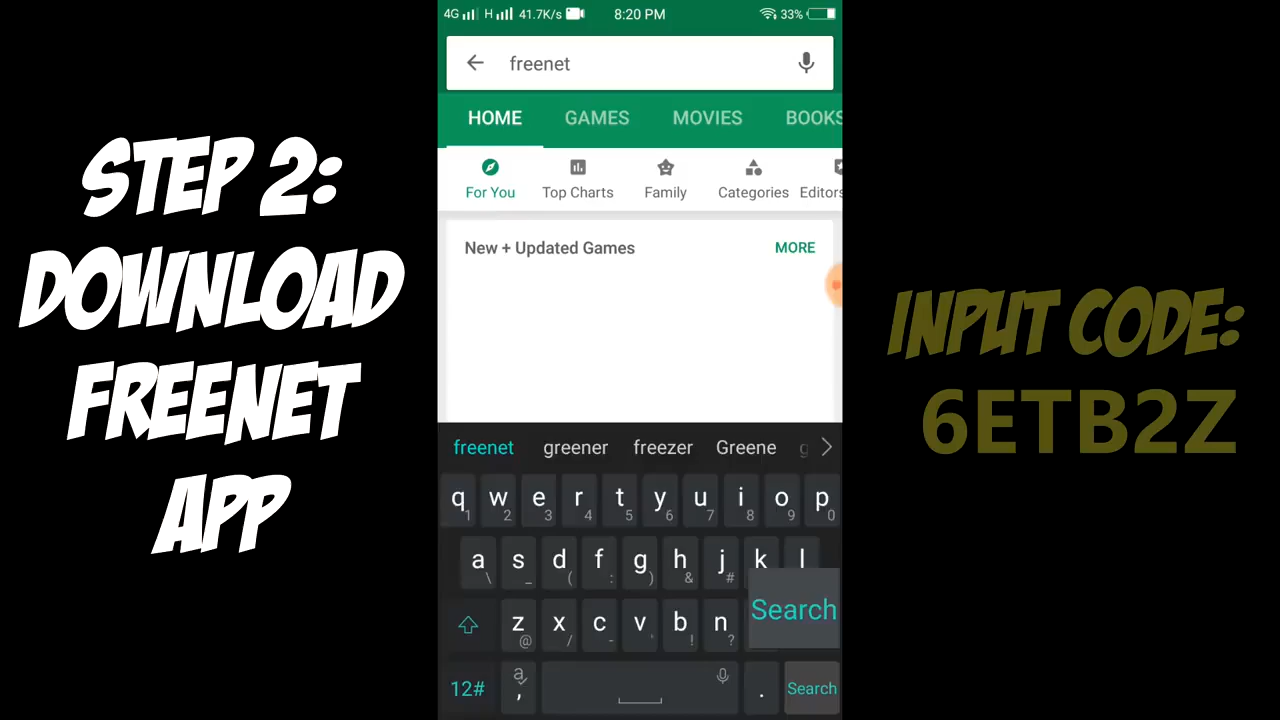 STEP 2:
DOWNLOAD
FREENET
APP
4G H 41.7K/s 8:20 PM 33%
freenet
HOME GAMES MOVIES BOOKS
For You Top Charts Family Categories Editors
New + Updated Games MORE
INPUT CODE:
6ETB2Z
freenet greener freezer Greene g
q w e r t y u i o p
1 2 3 4 5 6 7 8 9 0
a s d f g h j k l
\ _ ( : ) & #
Search
z x c v b n
@ / - ' ! ?
12# a , . Search